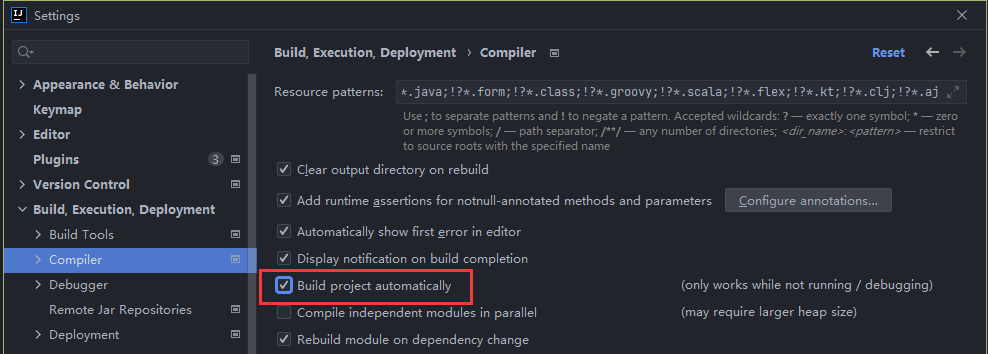 IJ Settings
Build, Execution, Deployment › Compiler Reset
Appearance & Behavior
Keymap
Editor
Plugins 3
Version Control
Build, Execution, Deployment
Build Tools
Compiler
Debugger
Remote Jar Repositories
Deployment
Resource patterns: *.java;!?*.form;!?*.class;!?*.groovy;!?*.scala;!?*.flex;!?*.kt;!?*.clj;!?*.aj
Use ; to separate patterns and ! to negate a pattern. Accepted wildcards: ? — exactly one symbol; * — zero
or more symbols; / — path separator; /**/ — any number of directories; <dir_name>:<pattern> — restrict
to source roots with the specified name
Clear output directory on rebuild
Add runtime assertions for notnull-annotated methods and parameters Configure annotations...
Automatically show first error in editor
Display notification on build completion
Build project automatically (only works while not running / debugging)
Compile independent modules in parallel (may require larger heap size)
Rebuild module on dependency change